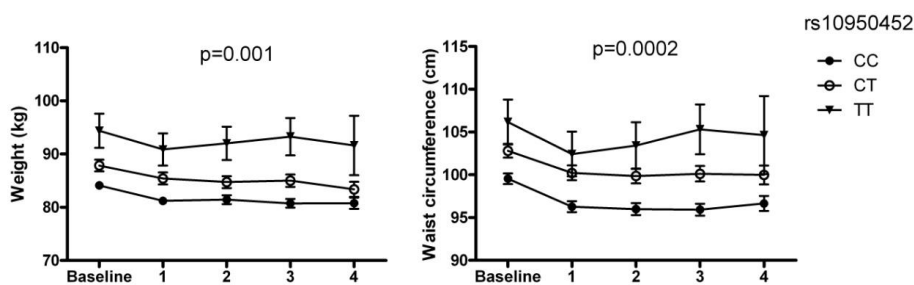 rs10950452
CC
CT
TT
p=0.001
Weight (kg)
110
100
90
80
70
Baseline 1 2 3 4
p=0.0002
Waist circumference (cm)
115
110
105
100
95
90
Baseline 1 2 3 4